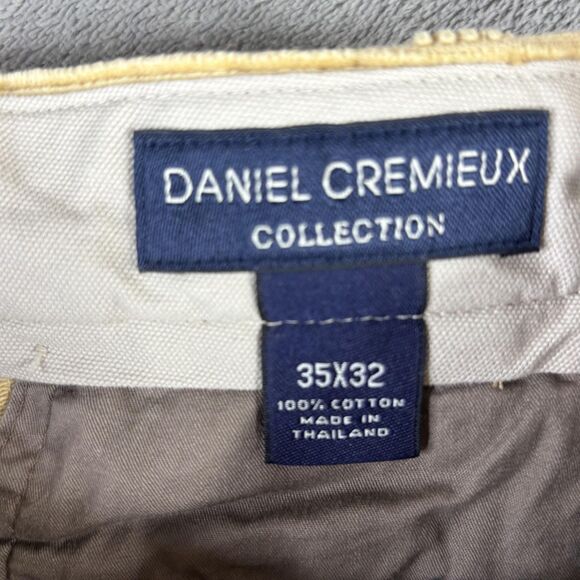 DANIEL CREMIEUX
COLLECTION
35X32
100% COTTON
MADE IN
THAILAND